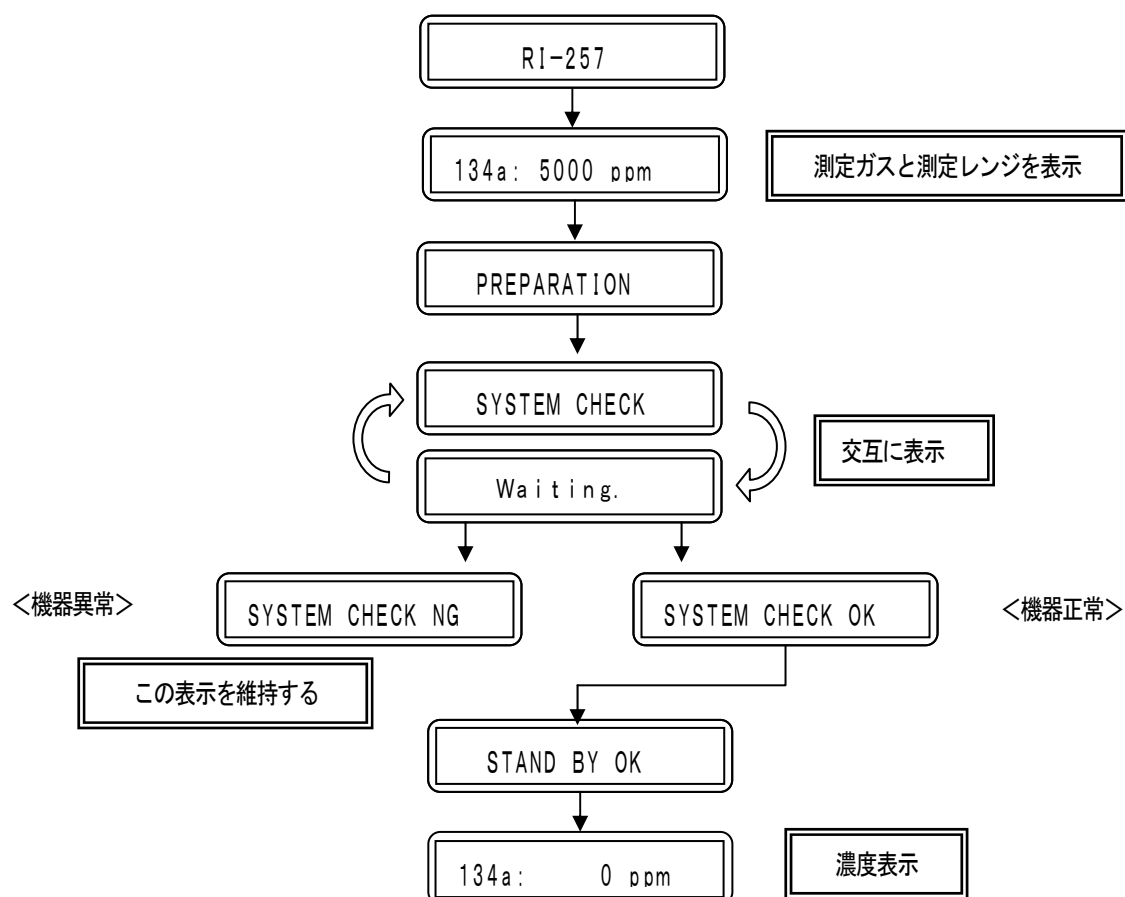 RI-257
134a: 5000 ppm
測定ガスと測定レンジを表示
PREPARATION
SYSTEM CHECK
交互に表示
Waiting.
<機器異常>
SYSTEM CHECK NG
SYSTEM CHECK OK
<機器正常>
この表示を維持する
STAND BY OK
134a: 0 ppm
濃度表示